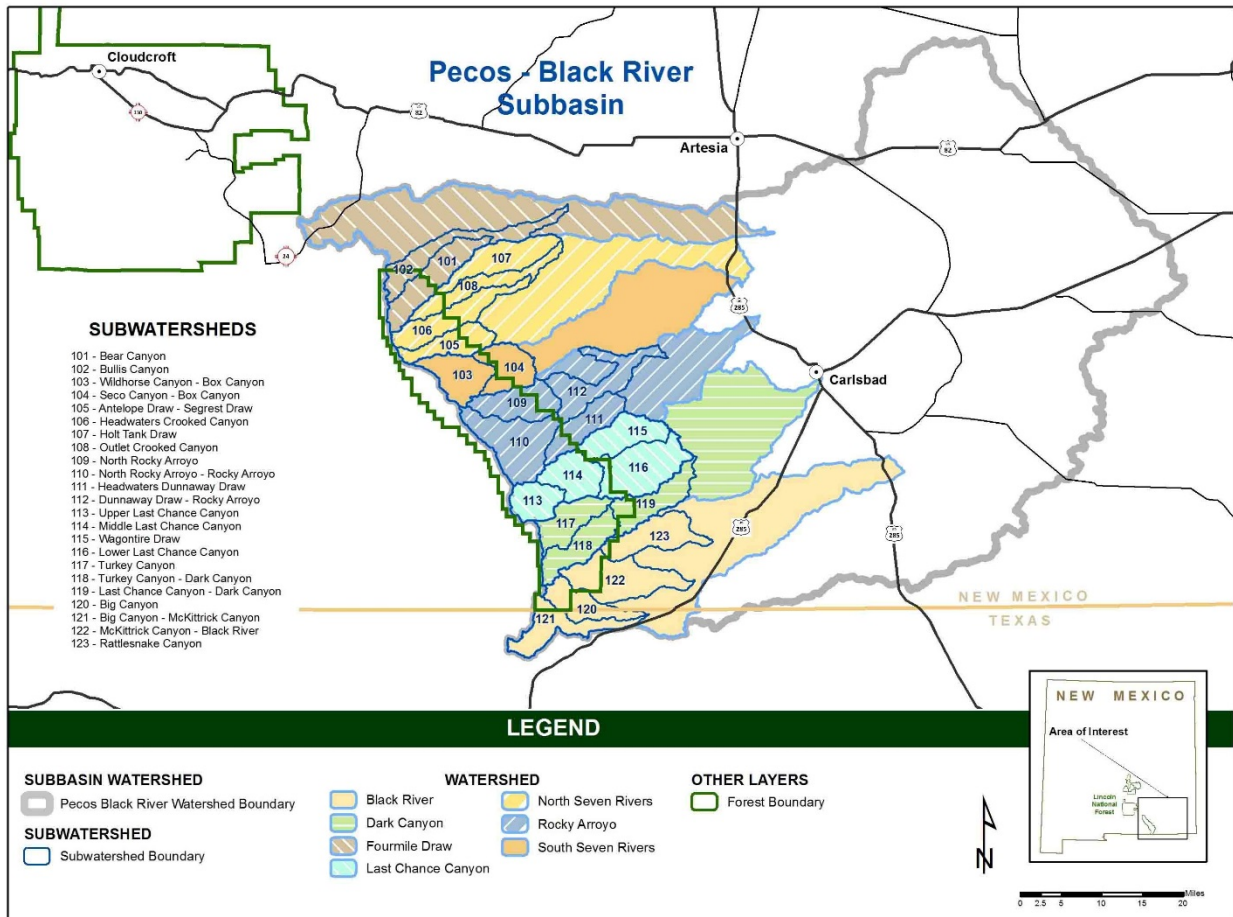 Cloudcroft
Pecos - Black River
Subbasin
130
82
Artesia
82
24
101
107
102
108
106
105
285
103
104
Carlsbad
112
109
111
110
115
116
114
113
119
117
123
118
285
285
122
120
121
NEW MEXICO
TEXAS
SUBWATERSHEDS
101 - Bear Canyon
102 - Bullis Canyon
103 - Wildhorse Canyon - Box Canyon
104 - Seco Canyon - Box Canyon
105 - Antelope Draw - Segrest Draw
106 - Headwaters Crooked Canyon
107 - Holt Tank Draw
108 - Outlet Crooked Canyon
109 - North Rocky Arroyo
110 - North Rocky Arroyo - Rocky Arroyo
111 - Headwaters Dunnaway Draw
112 - Dunnaway Draw - Rocky Arroyo
113 - Upper Last Chance Canyon
114 - Middle Last Chance Canyon
115 - Wagontire Draw
116 - Lower Last Chance Canyon
117 - Turkey Canyon
118 - Turkey Canyon - Dark Canyon
119 - Last Chance Canyon - Dark Canyon
120 - Big Canyon
121 - Big Canyon - McKittrick Canyon
122 - McKittrick Canyon - Black River
123 - Rattlesnake Canyon
LEGEND
SUBBASIN WATERSHED
Pecos Black River Watershed Boundary
SUBWATERSHED
Subwatershed Boundary
WATERSHED
Black River
Dark Canyon
Fourmile Draw
Last Chance Canyon
North Seven Rivers
Rocky Arroyo
South Seven Rivers
OTHER LAYERS
Forest Boundary
N
NEW MEXICO
Area of Interest
Lincoln
National
Forest
Miles
0 2.5 5 10 15 20